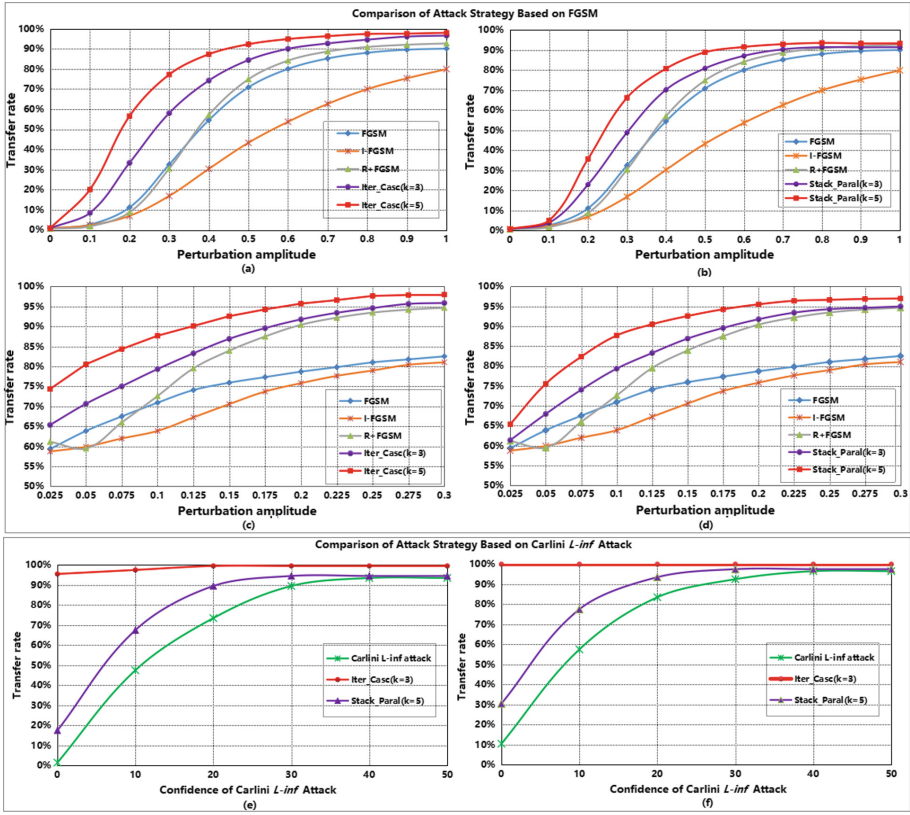 Comparison of Attack Strategy Based on FGSM
Transfer rate
100%
90%
80%
70%
60%
50%
40%
30%
20%
10%
0%
FGSM
I-FGSM
R+FGSM
Iter_Casc(k=3)
Iter_Casc(k=5)
0 0.1 0.2 0.3 0.4 0.5 0.6 0.7 0.8 0.9 1
Perturbation amplitude
(a)
Transfer rate
100%
90%
80%
70%
60%
50%
40%
30%
20%
10%
0%
FGSM
I-FGSM
R+FGSM
Stack_Paral(k=3)
Stack_Paral(k=5)
0 0.1 0.2 0.3 0.4 0.5 0.6 0.7 0.8 0.9 1
Perturbation amplitude
(b)
Transfer rate
100%
95%
90%
85%
80%
75%
70%
65%
60%
55%
50%
FGSM
I-FGSM
R+FGSM
Iter_Casc(k=3)
Iter_Casc(k=5)
0.025 0.05 0.075 0.1 0.125 0.15 0.175 0.2 0.225 0.25 0.275 0.3
Perturbation amplitude
(c)
Transfer rate
100%
95%
90%
85%
80%
75%
70%
65%
60%
55%
50%
FGSM
I-FGSM
R+FGSM
Stack_Paral(k=3)
Stack_Paral(k=5)
0.025 0.05 0.075 0.1 0.125 0.15 0.175 0.2 0.225 0.25 0.275 0.3
Perturbation amplitude
(d)
Comparison of Attack Strategy Based on Carlini L-inf Attack
Transfer rate
100%
90%
80%
70%
60%
50%
40%
30%
20%
10%
0%
Carlini L-inf attack
Iter_Casc(k=3)
Stack_Paral(k=5)
0 10 20 30 40 50
Confidence of Carlini L-inf Attack
(e)
Transfer rate
100%
90%
80%
70%
60%
50%
40%
30%
20%
10%
0%
Carlini L-inf attack
Iter_Casc(k=3)
Stack_Paral(k=5)
0 10 20 30 40 50
Confidence of Carlini L-inf Attack
(f)